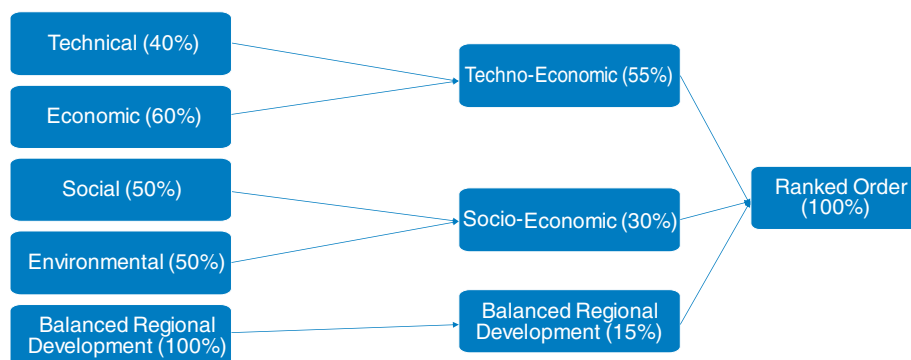 Technical (40%)
Economic (60%)
Social (50%)
Environmental (50%)
Balanced Regional
Development (100%)
Techno-Economic (55%)
Socio-Economic (30%)
Balanced Regional
Development (15%)
Ranked Order
(100%)